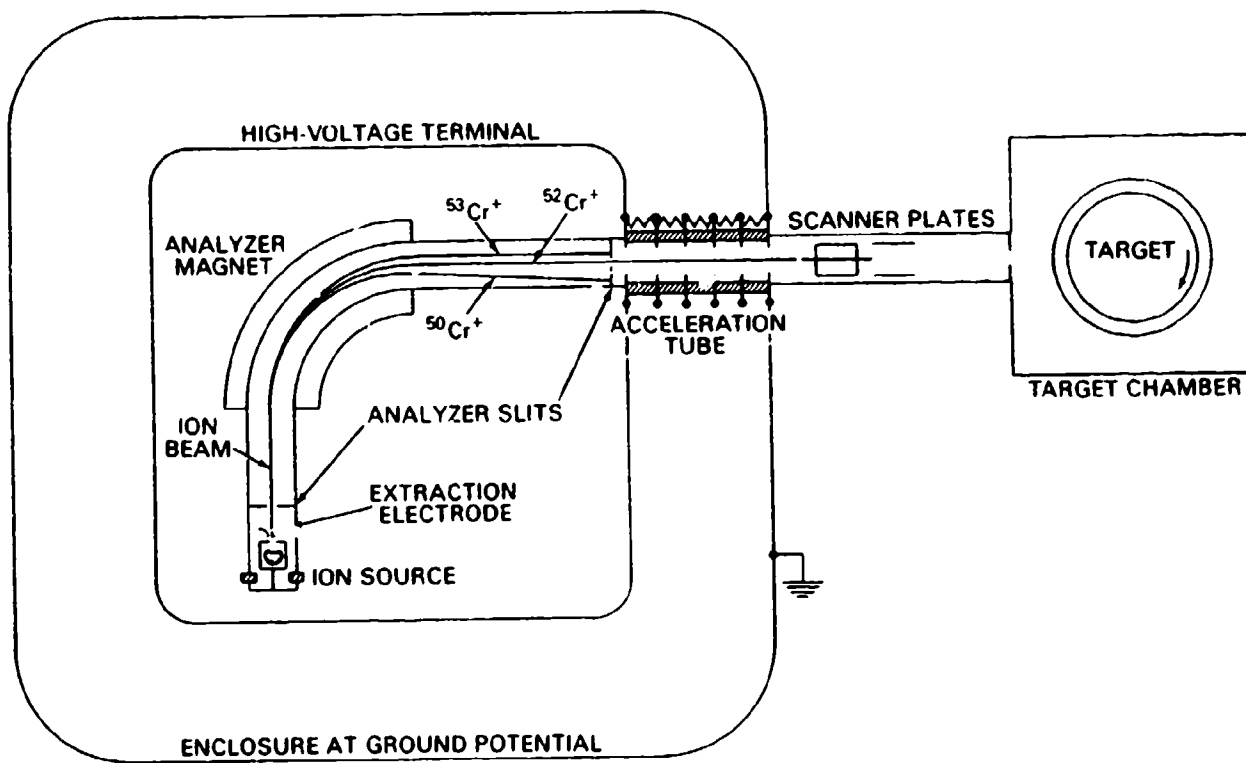 HIGH-VOLTAGE TERMINAL
53Cr+
52Cr+
SCANNER PLATES
ANALYZER
MAGNET
TARGET
50Cr+
ACCELERATION
TUBE
TARGET CHAMBER
ION
BEAM
ANALYZER SLITS
EXTRACTION
ELECTRODE
ION SOURCE
ENCLOSURE AT GROUND POTENTIAL